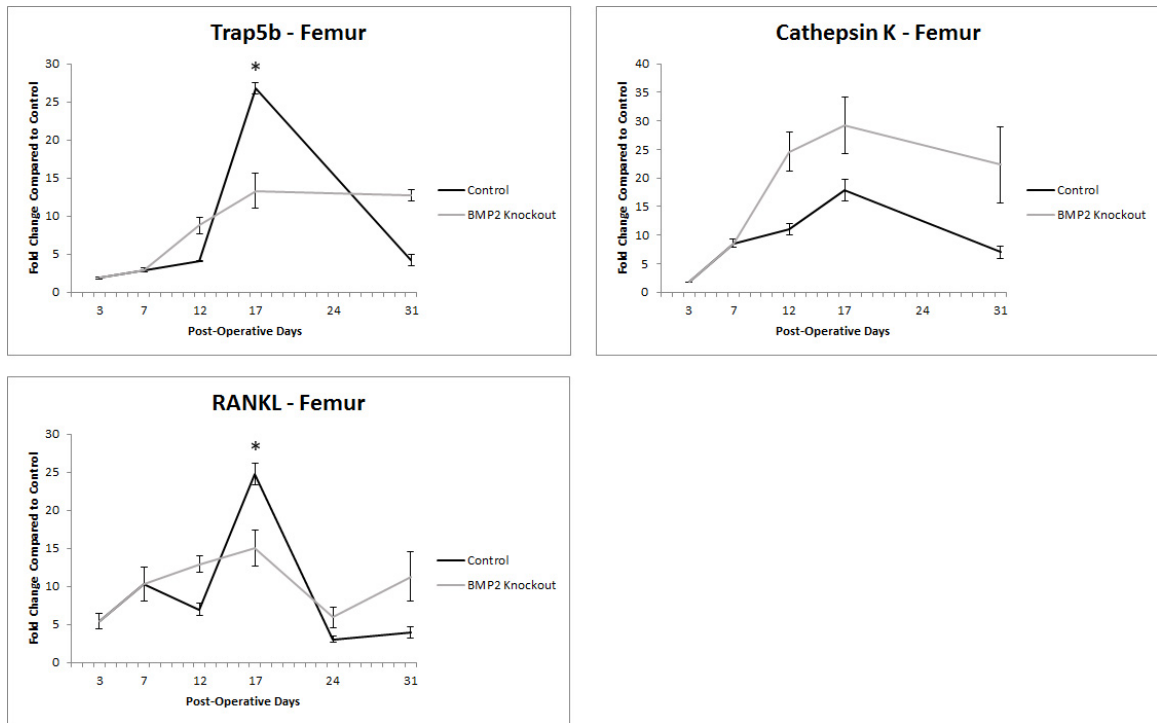 Trap5b - Femur
*
30
25
20
15
10
5
0
Fold Change Compared to Control
3 7 12 17 24 31
Post-Operative Days
Control
BMP2 Knockout
Cathepsin K - Femur
40
35
30
25
20
15
10
5
0
Fold Change Compared to Control
3 7 12 17 24 31
Post-Operative Days
Control
BMP2 Knockout
RANKL - Femur
*
30
25
20
15
10
5
0
Fold Change Compared to Control
3 7 12 17 24 31
Post-Operative Days
Control
BMP2 Knockout